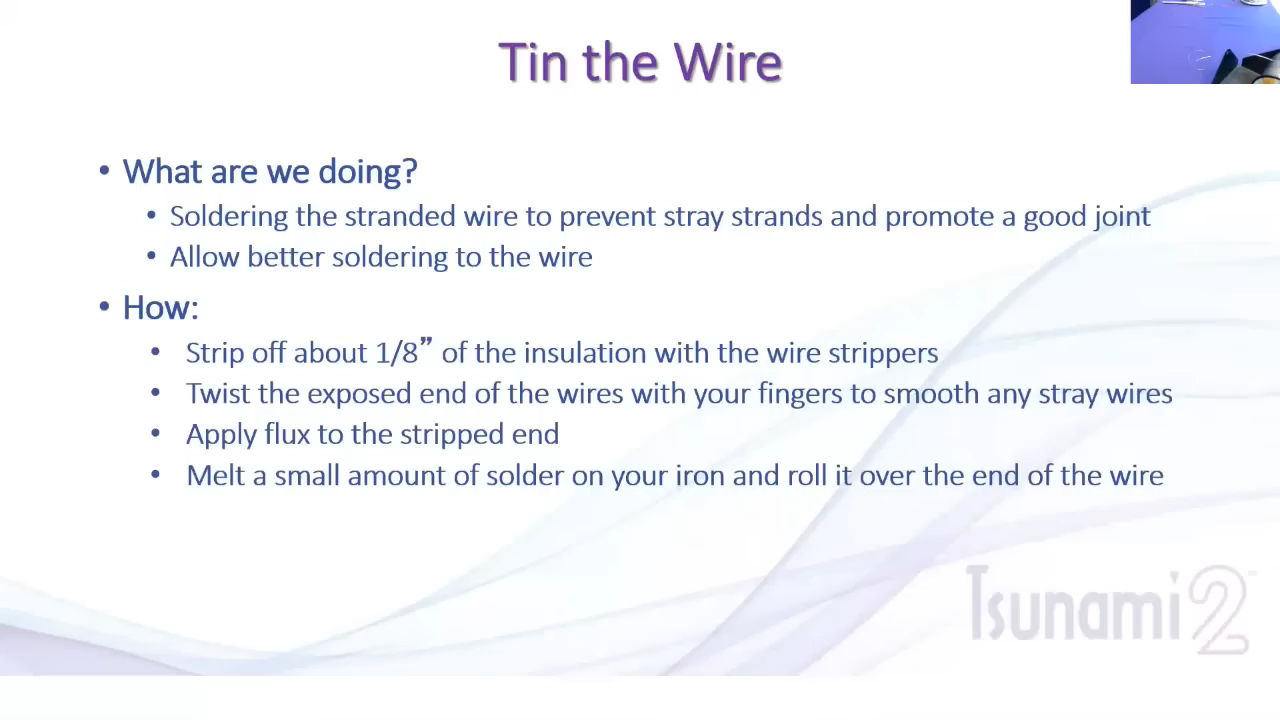 Tin the Wire
• What are we doing?
• Soldering the stranded wire to prevent stray strands and promote a good joint
• Allow better soldering to the wire
• How:
• Strip off about 1/8” of the insulation with the wire strippers
• Twist the exposed end of the wires with your fingers to smooth any stray wires
• Apply flux to the stripped end
• Melt a small amount of solder on your iron and roll it over the end of the wire
Tsunami2™